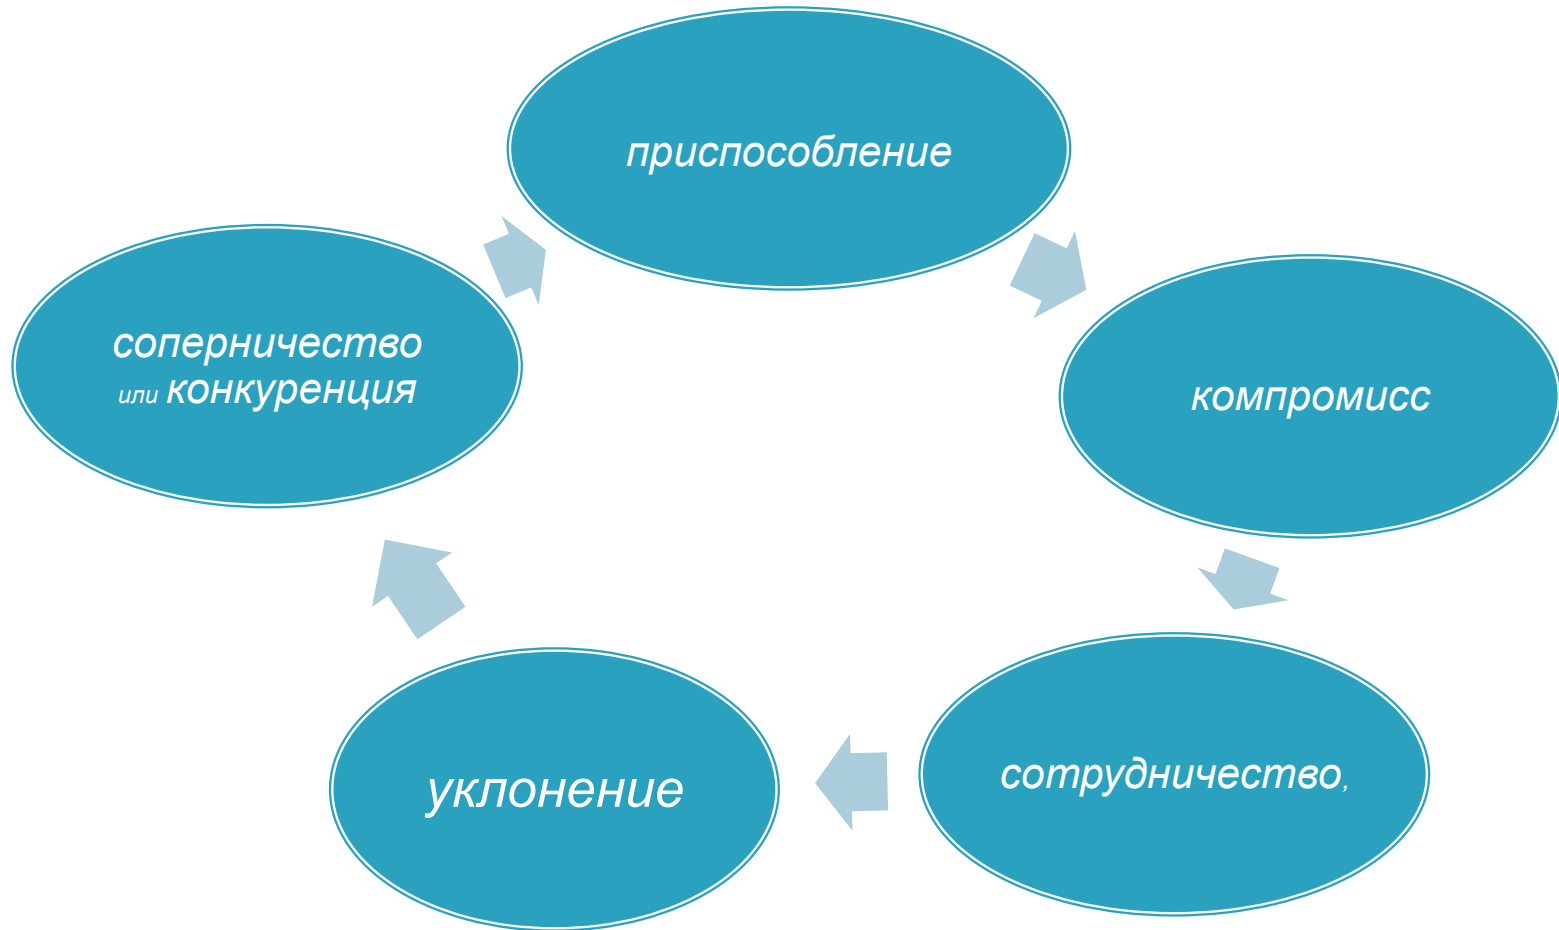 приспособление
соперничество
или конкуренция
компромисс
сотрудничество,
уклонение